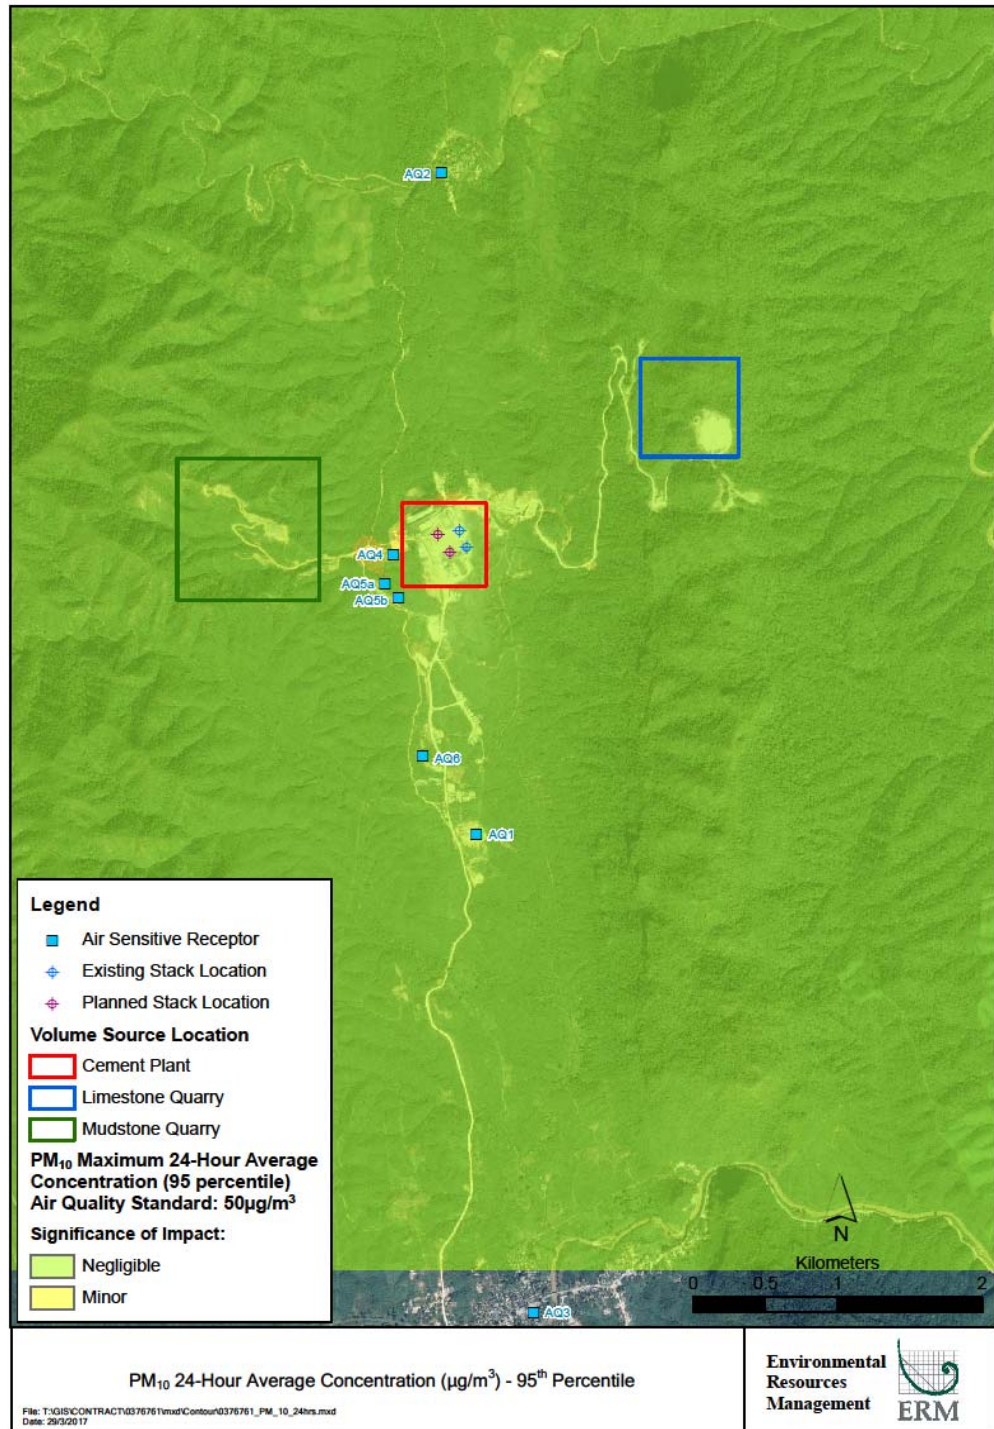 AQ2
AQ4
AQ5a
AQ5b
AQ6
AQ1
Legend
Air Sensitive Receptor
Existing Stack Location
Planned Stack Location
Volume Source Location
Cement Plant
Limestone Quarry
Mudstone Quarry
PM₁₀ Maximum 24-Hour Average
Concentration (95 percentile)
Air Quality Standard: 50µg/m³
Significance of Impact:
Negligible
Minor
N
Kilometers
0 0.5 1 2
AQ3
PM₁₀ 24-Hour Average Concentration (µg/m³) - 95ᵗʰ Percentile
File: T:\GIS\CONTRACT\0376761\mxd\Contour\0376761_PM_10_24hrs.mxd
Date: 29/3/2017
Environmental
Resources
Management
ERM